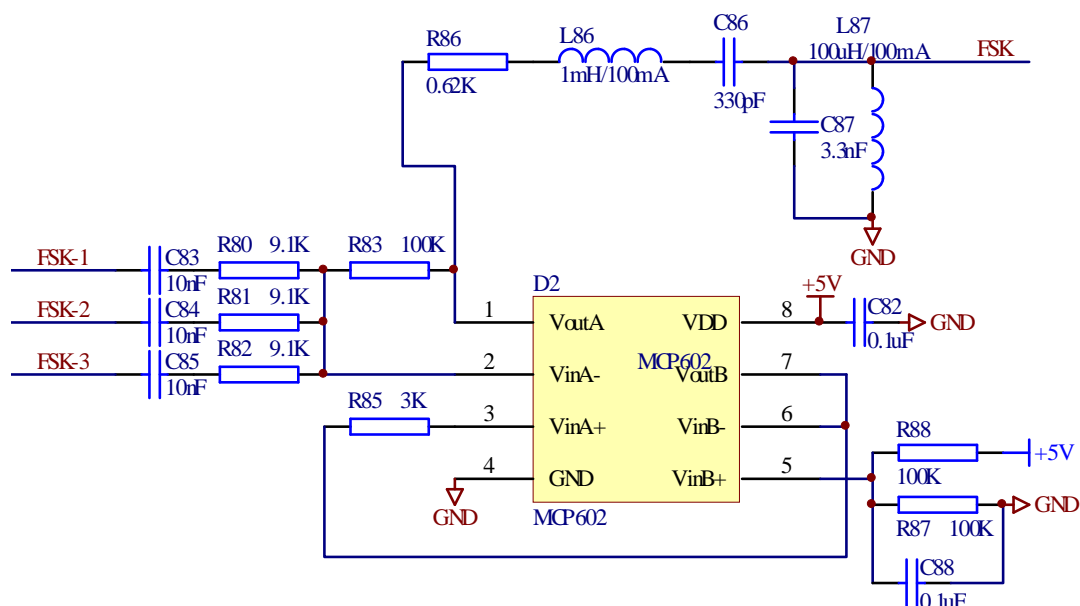 C86
L87
L86
100uH/100mA
FSK
R86
1mH/100mA
0.62K
330pF
C87
3.3nF
GND
R80 9.1K
R83 100K
FSK-1
C83
10nF
+5V
D2
R81 9.1K
1 VoutA
VDD 8
C82
GND
FSK-2
C84
10nF
0.1uF
R82 9.1K
FSK-3
C85
10nF
2 VinA-
MCP602
VoutB 7
R85 3K
3 VinA+
VinB- 6
R88
+5V
100K
4 GND
VinB+ 5
GND
MCP602
GND
R87 100K
C88
0.1uF